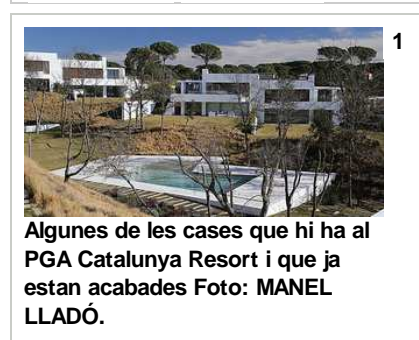 1
Algunes de les cases que hi ha al
PGA Catalunya Resort i que ja
estan acabades Foto: MANEL
LLADÓ.